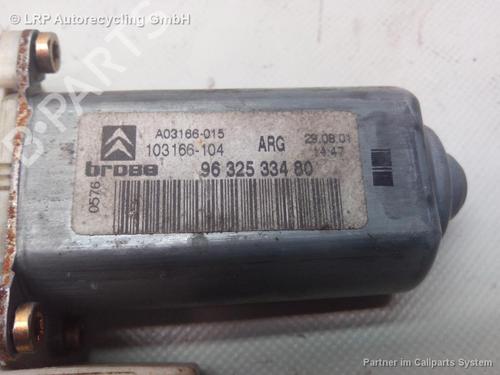 © LRP Autorecycling GmbH
A03166-015
103166-104
ARG
29.08.01
14:47
brose
96 325 334 80
0576
Partner im Callparts System